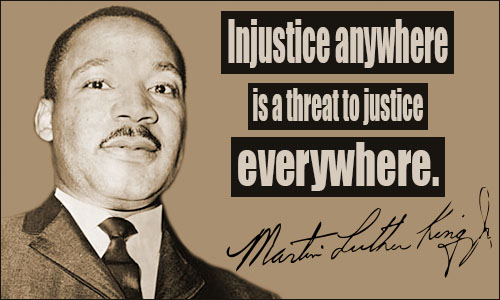 Injustice anywhere
is a threat to justice
everywhere.
Martin Luther King Jr.